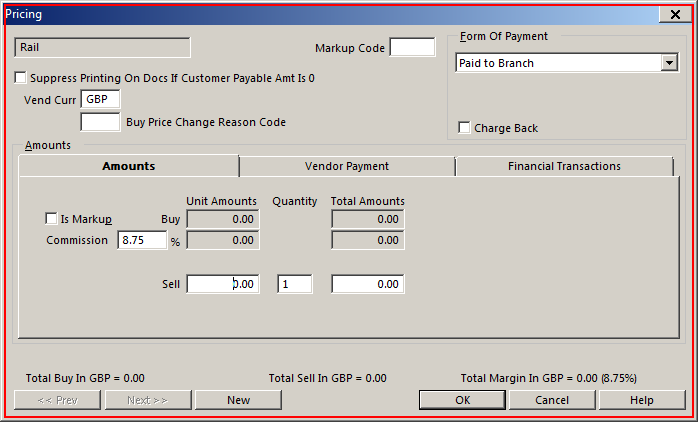 Pricing
Rail
Markup Code
Form Of Payment
Paid to Branch
Suppress Printing On Docs If Customer Payable Amt Is 0
Vend Curr GBP
Buy Price Change Reason Code
Charge Back
Amounts
Amounts Vendor Payment Financial Transactions
Unit Amounts Quantity Total Amounts
Is Markup Buy 0.00 0.00
Commission 8.75 % 0.00 0.00
Sell 0.00 1 0.00
Total Buy In GBP = 0.00 Total Sell In GBP = 0.00 Total Margin In GBP = 0.00 (8.75%)
<< Prev Next >> New OK Cancel Help